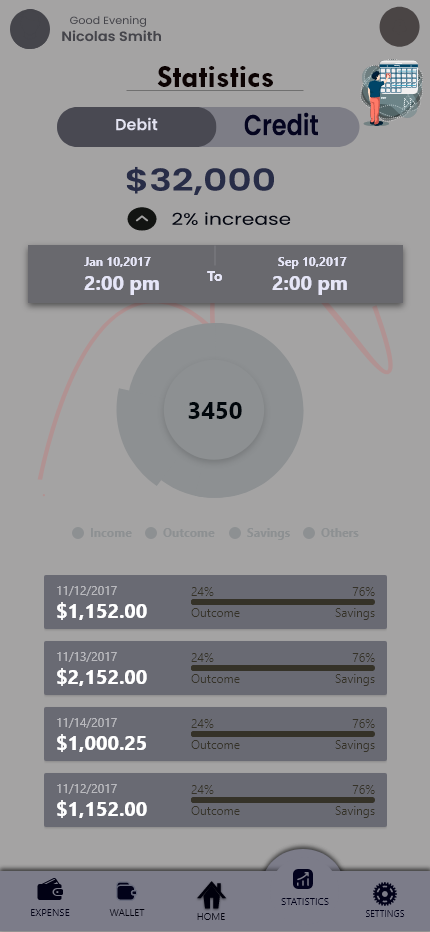 Good Evening
Nicolas Smith
Statistics
Debit
Credit
$32,000
2% increase
Jan 10,2017
2:00 pm
To
Sep 10,2017
2:00 pm
3450
Income
Outcome
Savings
Others
11/12/2017
$1,152.00
24%
76%
Outcome
Savings
11/13/2017
$2,152.00
24%
76%
Outcome
Savings
11/14/2017
$1,000.25
24%
76%
Outcome
Savings
11/12/2017
$1,152.00
24%
76%
Outcome
Savings
EXPENSE
WALLET
HOME
STATISTICS
SETTINGS